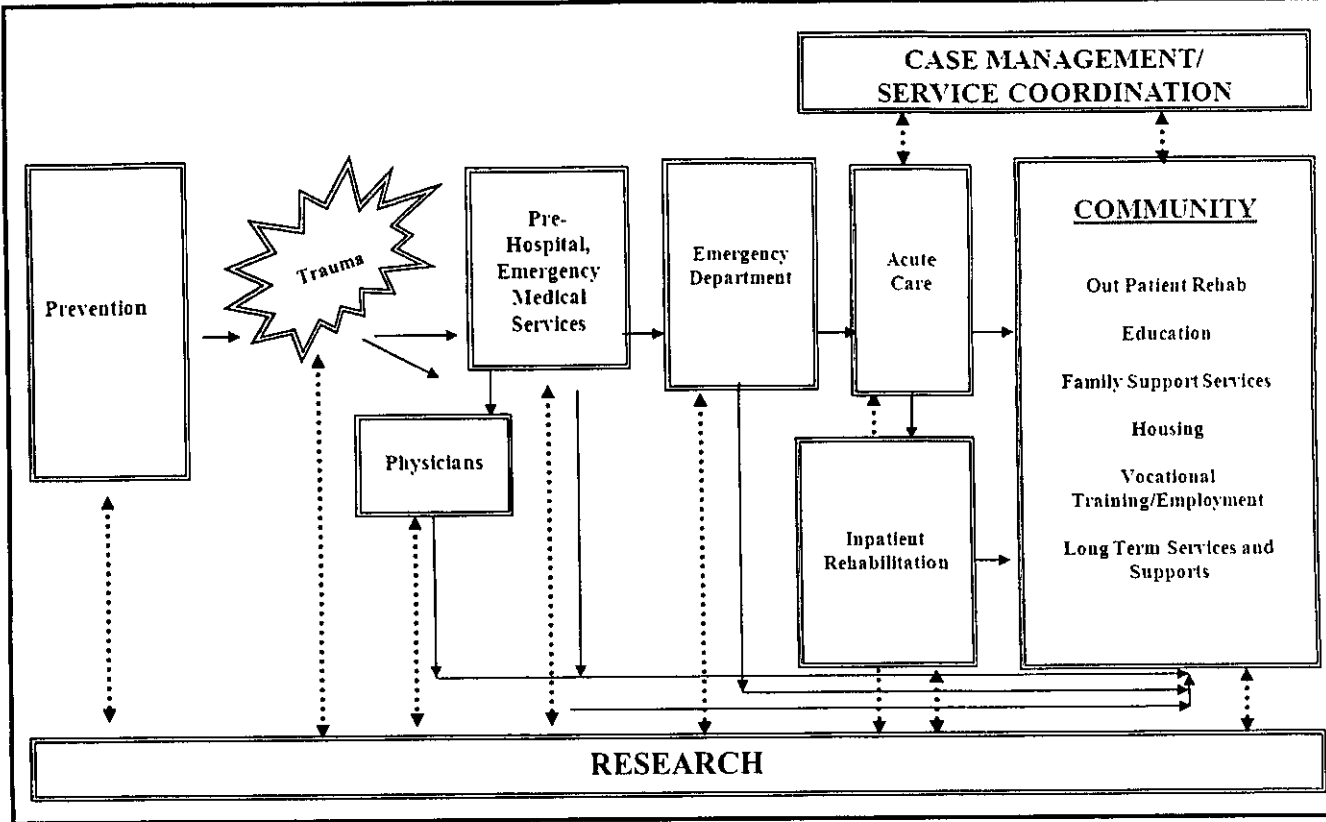 CASE MANAGEMENT/
SERVICE COORDINATION
Prevention
Trauma
Pre-
Hospital,
Emergency
Medical
Services
Physicians
Emergency
Department
Acute
Care
Inpatient
Rehabilitation
COMMUNITY
Out Patient Rehab
Education
Family Support Services
Housing
Vocational
Training/Employment
Long Term Services and
Supports
RESEARCH